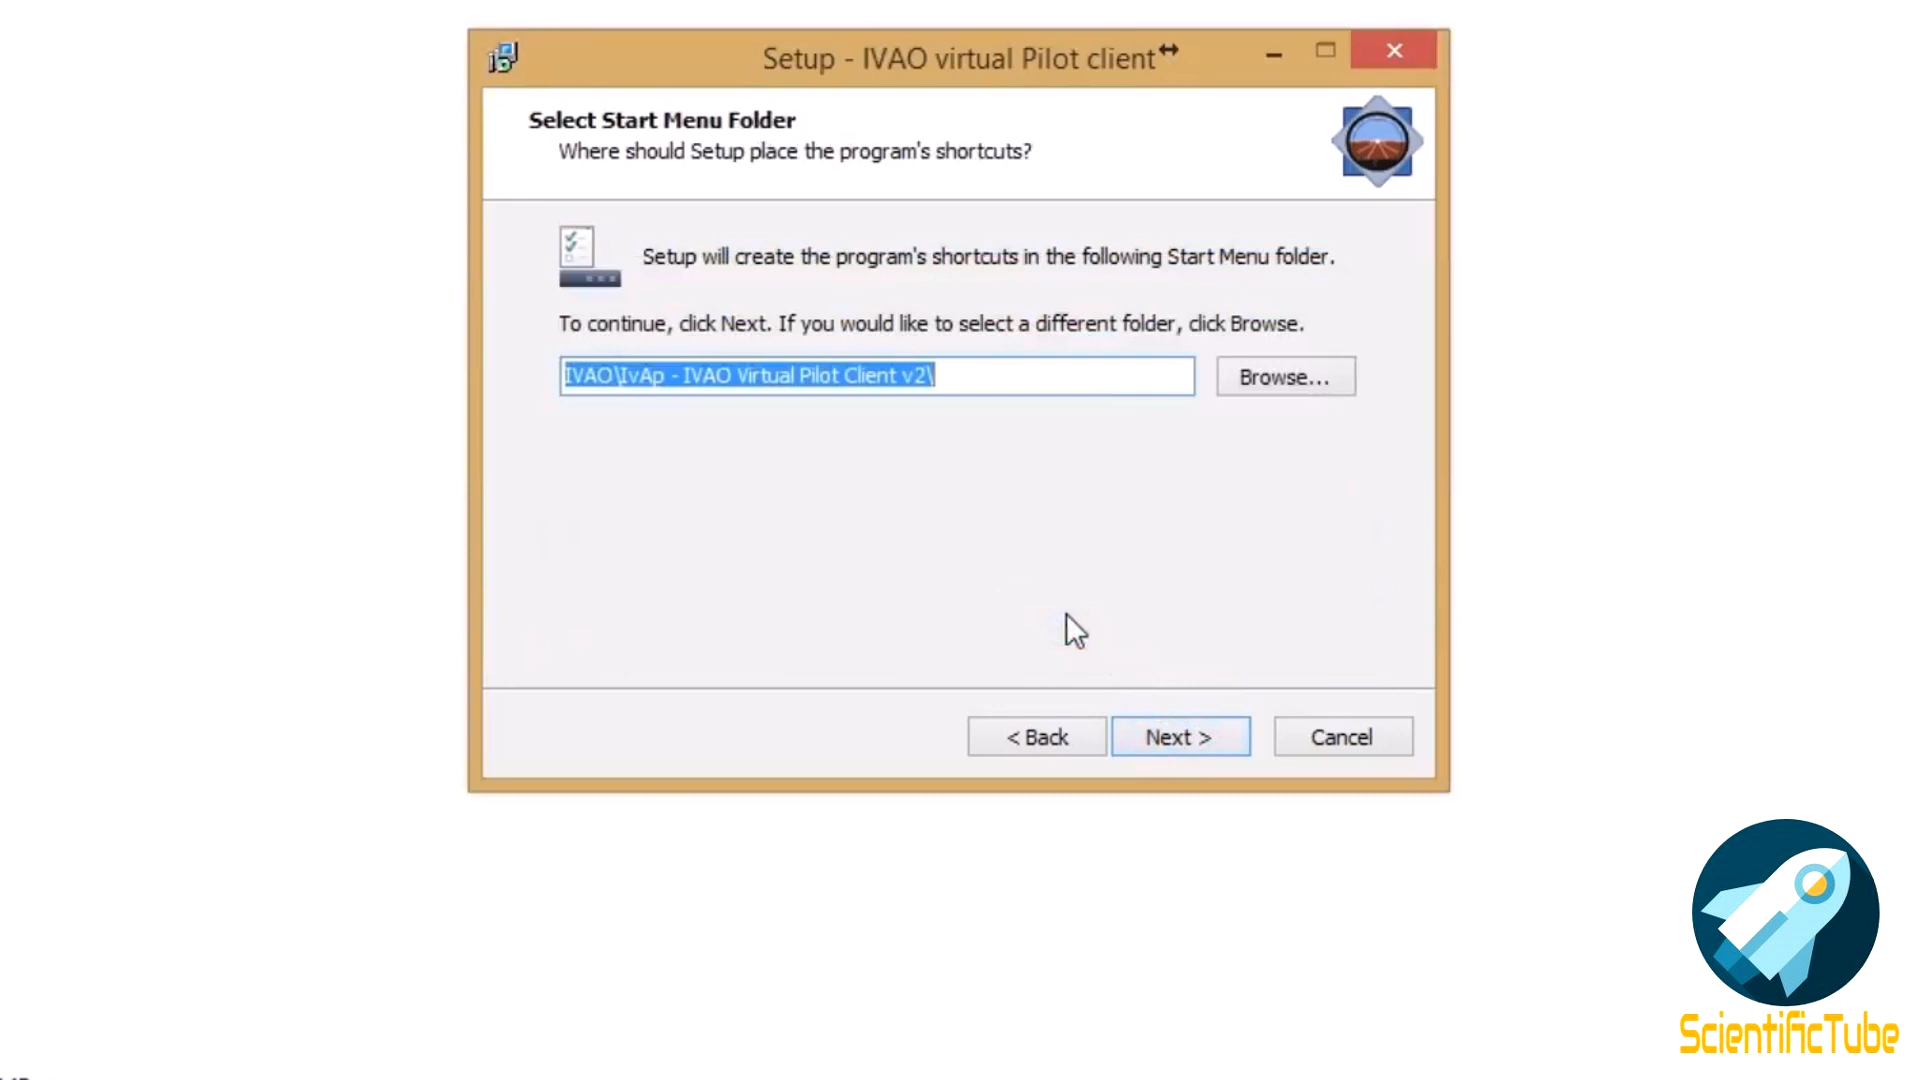 Setup - IVAO virtual Pilot client
Select Start Menu Folder
Where should Setup place the program's shortcuts?
Setup will create the program's shortcuts in the following Start Menu folder.
To continue, click Next. If you would like to select a different folder, click Browse.
IVAO\IvAp - IVAO Virtual Pilot Client v2\
Browse...
< Back
Next >
Cancel
ScientificTube